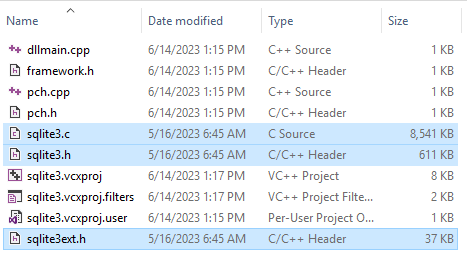 Name Date modified Type Size
dllmain.cpp 6/14/2023 1:15 PM C++ Source 1 KB
framework.h 6/14/2023 1:15 PM C/C++ Header 1 KB
pch.cpp 6/14/2023 1:15 PM C++ Source 1 KB
pch.h 6/14/2023 1:15 PM C/C++ Header 1 KB
sqlite3.c 5/16/2023 6:45 AM C Source 8,541 KB
sqlite3.h 5/16/2023 6:45 AM C/C++ Header 611 KB
sqlite3.vcxproj 6/14/2023 1:17 PM VC++ Project 8 KB
sqlite3.vcxproj.filters 6/14/2023 1:17 PM VC++ Project Filte... 2 KB
sqlite3.vcxproj.user 6/14/2023 1:15 PM Per-User Project O... 1 KB
sqlite3ext.h 5/16/2023 6:45 AM C/C++ Header 37 KB